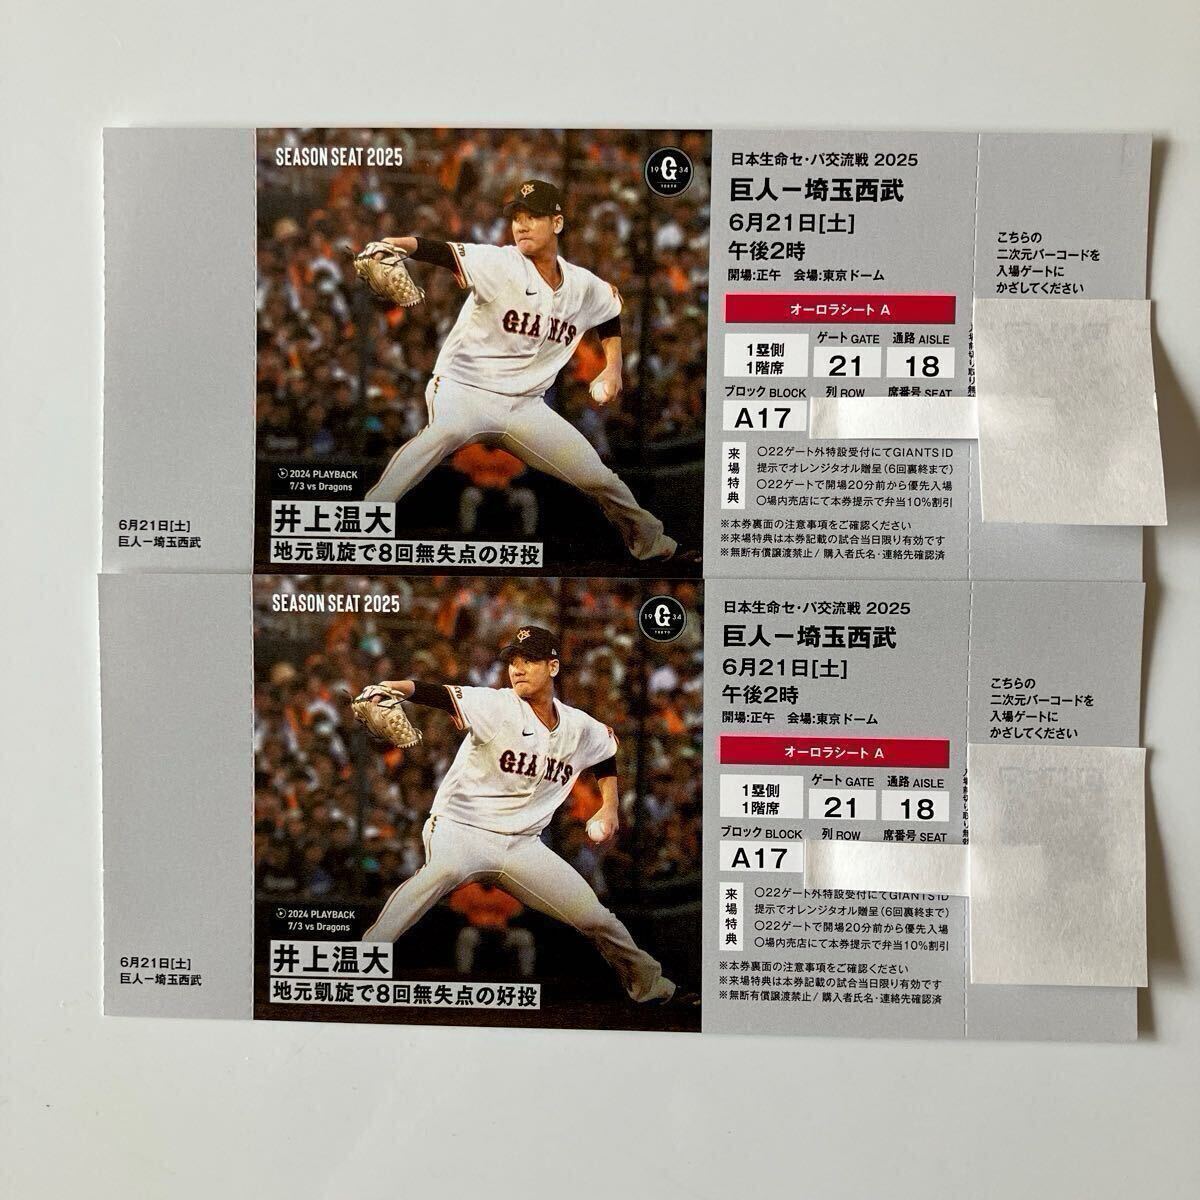 SEASON SEAT 2025
19 G 34
TOKYO
GIANTS
2024 PLAYBACK
7/3 vs Dragons
井上温大
地元凱旋で8回無失点の好投
6月21日[土]
巨人ー埼玉西武
日本生命セ・パ交流戦 2025
巨人ー埼玉西武
6月21日[土]
午後2時
開場:正午 会場:東京ドーム
オーロラシート A
1塁側
1階席
ゲート GATE
21
通路 AISLE
18
ブロック BLOCK
A17
列 ROW
席番号 SEAT
来場特典
○22ゲート外特設受付にてGIANTS ID
提示でオレンジタオル贈呈(6回裏終まで)
○22ゲートで開場20分前から優先入場
○場内売店にて本券提示で弁当10%割引
※本券裏面の注意事項をご確認ください
※来場特典は本券記載の試合当日限り有効です
※無断有償譲渡禁止/購入者氏名・連絡先確認済
こちらの
二次元バーコードを
入場ゲートに
かざしてください
SEASON SEAT 2025
19 G 34
TOKYO
GIANTS
2024 PLAYBACK
7/3 vs Dragons
井上温大
地元凱旋で8回無失点の好投
6月21日[土]
巨人ー埼玉西武
日本生命セ・パ交流戦 2025
巨人ー埼玉西武
6月21日[土]
午後2時
開場:正午 会場:東京ドーム
オーロラシート A
1塁側
1階席
ゲート GATE
21
通路 AISLE
18
ブロック BLOCK
A17
列 ROW
席番号 SEAT
来場特典
○22ゲート外特設受付にてGIANTS ID
提示でオレンジタオル贈呈(6回裏終まで)
○22ゲートで開場20分前から優先入場
○場内売店にて本券提示で弁当10%割引
※本券裏面の注意事項をご確認ください
※来場特典は本券記載の試合当日限り有効です
※無断有償譲渡禁止/購入者氏名・連絡先確認済
こちらの
二次元バーコードを
入場ゲートに
かざしてください